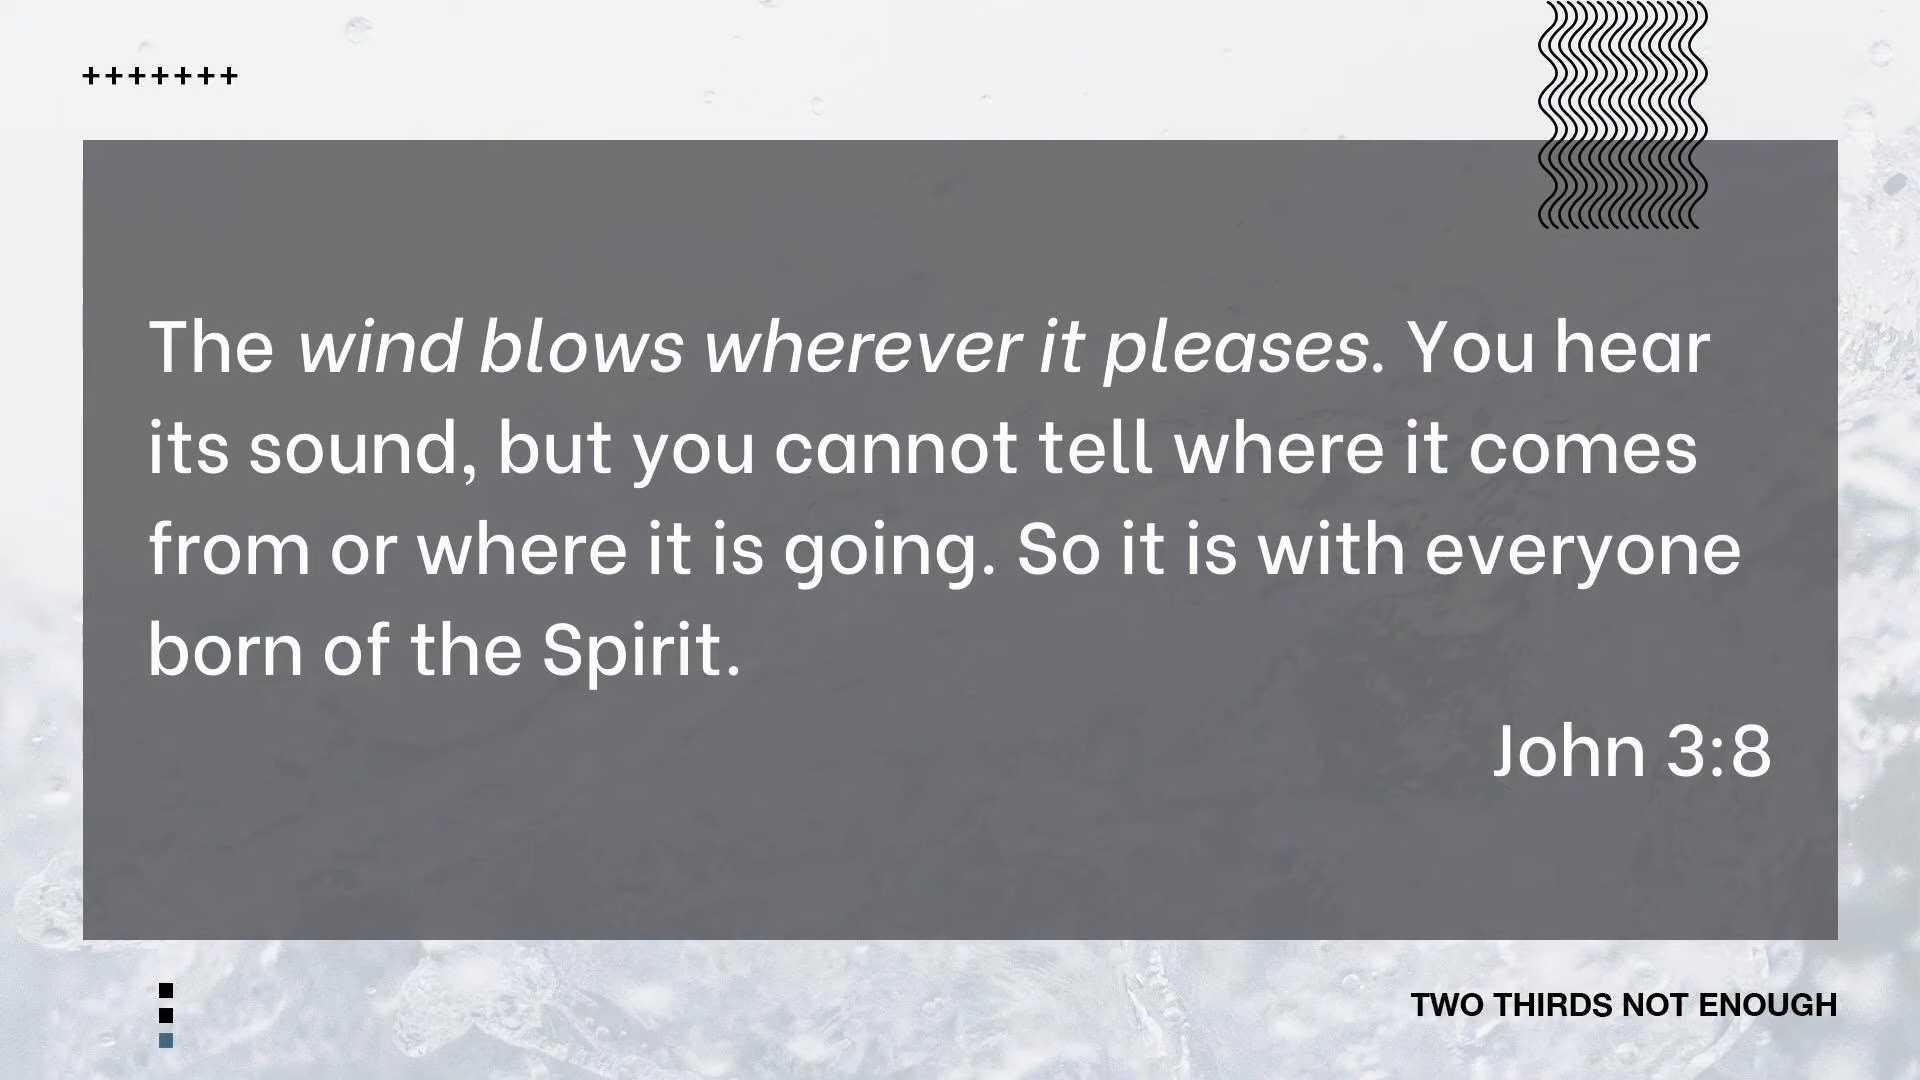 +++++++
The wind blows wherever it pleases. You hear
its sound, but you cannot tell where it comes
from or where it is going. So it is with everyone
born of the Spirit.
John 3:8
TWO THIRDS NOT ENOUGH